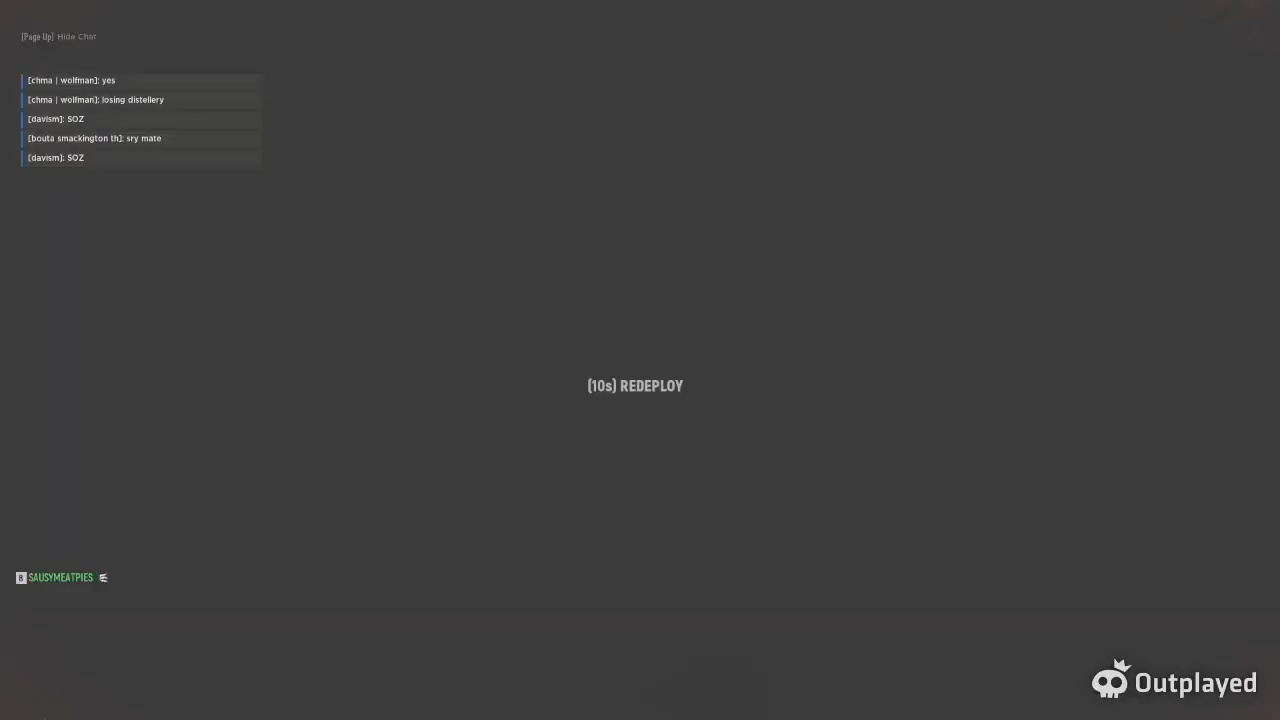 [Page Up] Hide Chat
[chma | wolfman]: yes
[chma | wolfman]: losing distellery
[davism]: SOZ
[bouta smackington th]: sry mate
[davism]: SOZ
(10s) REDEPLOY
8 SAUSYMEATPIES
Outplayed